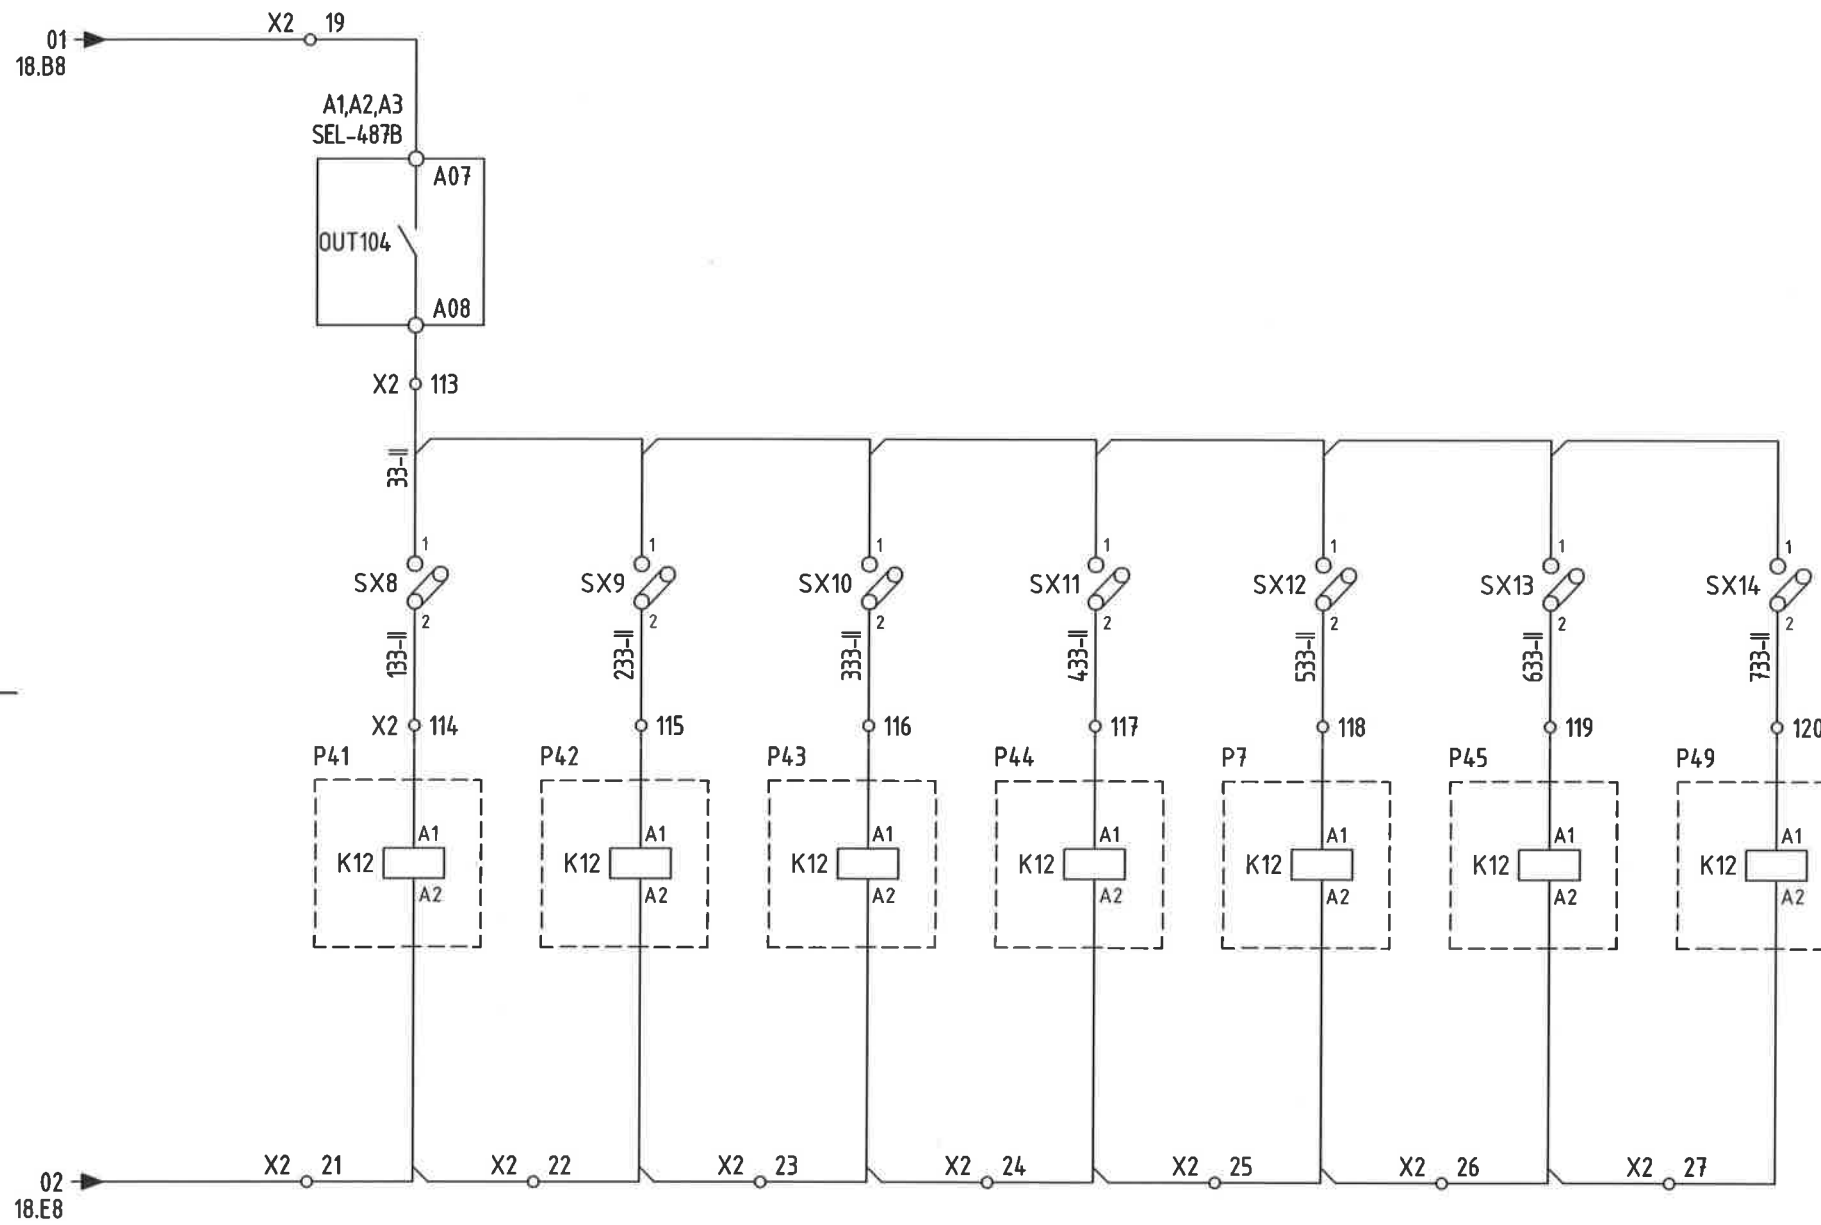 X2 19
01
18.B8
A1,A2,A3
SEL-487B
A07
OUT104
A08
X2 113
33-II
1 1 1 1 1 1 1
SX8 SX9 SX10 SX11 SX12 SX13 SX14
2 2 2 2 2 2 2
133-II 233-II 333-II 433-II 533-II 633-II 733-II
X2 114 115 116 117 118 119 120
P41 P42 P43 P44 P7 P45 P49
A1 A1 A1 A1 A1 A1 A1
K12 K12 K12 K12 K12 K12 K12
A2 A2 A2 A2 A2 A2 A2
X2 21 X2 22 X2 23 X2 24 X2 25 X2 26 X2 27
02
18.E8